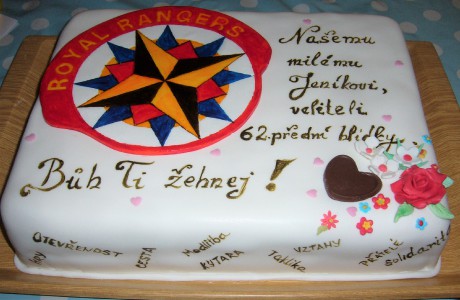 ROYAL RANGERS
Našemu
milému
Jeníkovi,
veliteli
62.přední hlídky
„Bůh Ti žehnej !
OTEVŘENOST
CESTA
Modlitba
KYTARA
VZTAHY
Přátelé
solidarita